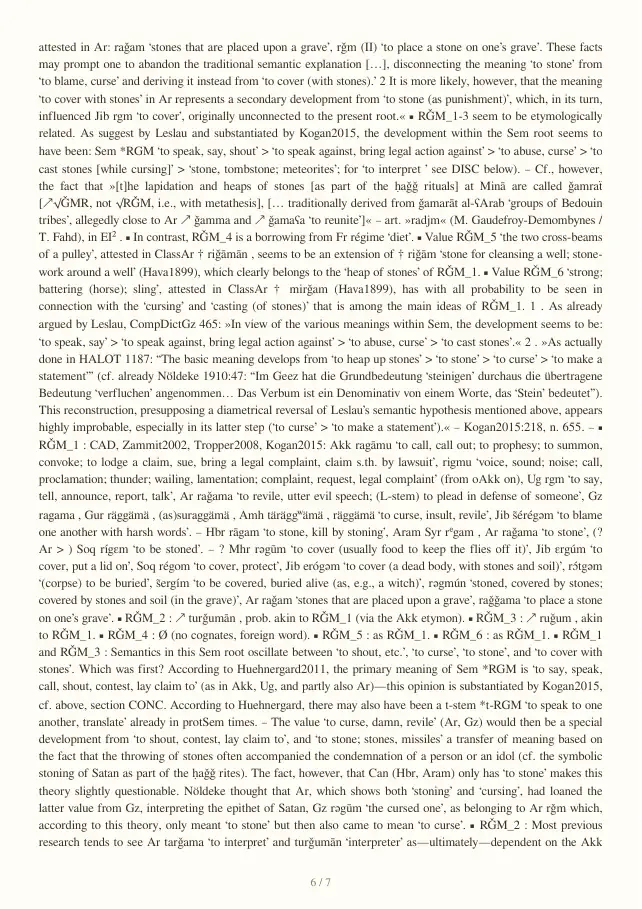 attested in Ar: raǧam ‘stones that are placed upon a grave’, rǧm (II) ‘to place a stone on one’s grave’. These facts
may prompt one to abandon the traditional semantic explanation […], disconnecting the meaning ‘to stone’ from
‘to blame, curse’ and deriving it instead from ‘to cover (with stones).’ 2 It is more likely, however, that the meaning
‘to cover with stones’ in Ar represents a secondary development from ‘to stone (as punishment)’, which, in its turn,
influenced Jib rgm ‘to cover’, originally unconnected to the present root.« ▪ RǦM_1-3 seem to be etymologically
related. As suggest by Leslau and substantiated by Kogan2015, the development within the Sem root seems to
have been: Sem *RGM ‘to speak, say, shout’ > ‘to speak against, bring legal action against’ > ‘to abuse, curse’ > ‘to
cast stones [while cursing]’ > ‘stone, tombstone; meteorites’; for ‘to interpret ’ see DISC below). – Cf., however,
the fact that »[t]he lapidation and heaps of stones [as part of the ḥaǧǧ rituals] at Minā are called ǧamraẗ
[↗√ǦMR, not √RǦM, i.e., with metathesis], [… traditionally derived from ǧamarāt al-ʕArab ‘groups of Bedouin
tribes’, allegedly close to Ar ↗ ǧamma and ↗ ǧamaʕa ‘to reunite’]« – art. »radjm« (M. Gaudefroy-Demombynes /
T. Fahd), in EI² . ▪ In contrast, RǦM_4 is a borrowing from Fr régime ‘diet’. ▪ Value RǦM_5 ‘the two cross-beams
of a pulley’, attested in ClassAr † riǧāmān , seems to be an extension of † riǧām ‘stone for cleansing a well; stone-
work around a well’ (Hava1899), which clearly belongs to the ‘heap of stones’ of RǦM_1. ▪ Value RǦM_6 ‘strong;
battering (horse); sling’, attested in ClassAr † mirǧam (Hava1899), has with all probability to be seen in
connection with the ‘cursing’ and ‘casting (of stones)’ that is among the main ideas of RǦM_1. 1 . As already
argued by Leslau, CompDictGz 465: »In view of the various meanings within Sem, the development seems to be:
‘to speak, say’ > ‘to speak against, bring legal action against’ > ‘to abuse, curse’ > ‘to cast stones’.« 2 . »As actually
done in HALOT 1187: “The basic meaning develops from ‘to heap up stones’ > ‘to stone’ > ‘to curse’ > ‘to make a
statement’” (cf. already Nöldeke 1910:47: “Im Geez hat die Grundbedeutung ‘steinigen’ durchaus die übertragene
Bedeutung ‘verfluchen’ angenommen… Das Verbum ist ein Denominativ von einem Worte, das ‘Stein’ bedeutet”).
This reconstruction, presupposing a diametrical reversal of Leslau’s semantic hypothesis mentioned above, appears
highly improbable, especially in its latter step (‘to curse’ > ‘to make a statement’).« – Kogan2015:218, n. 655. – ▪
RǦM_1 : CAD, Zammit2002, Tropper2008, Kogan2015: Akk ragāmu ‘to call, call out; to prophesy; to summon,
convoke; to lodge a claim, sue, bring a legal complaint, claim s.th. by lawsuit’, rigmu ‘voice, sound; noise; call,
proclamation; thunder; wailing, lamentation; complaint, request, legal complaint’ (from oAkk on), Ug rgm ‘to say,
tell, announce, report, talk’, Ar raǧama ‘to revile, utter evil speech; (L-stem) to plead in defense of someone’, Gz
ragama , Gur räggämä , (as)suraggämä , Amh täräggʷämä , räggämä ‘to curse, insult, revile’, Jib šérégəm ‘to blame
one another with harsh words’. – Hbr rāgam ‘to stone, kill by stoning’, Aram Syr rᵉgam , Ar raǧama ‘to stone’, (?
Ar > ) Soq rígɛm ‘to be stoned’. – ? Mhr rəgūm ‘to cover (usually food to keep the flies off it)’, Jib ɛrgúm ‘to
cover, put a lid on’, Soq régom ‘to cover, protect’, Jib erógəm ‘to cover (a dead body, with stones and soil)’, rɔ́tgəm
‘(corpse) to be buried’, šergím ‘to be covered, buried alive (as, e.g., a witch)’, rəgmún ‘stoned, covered by stones;
covered by stones and soil (in the grave)’, Ar raǧam ‘stones that are placed upon a grave’, raǧǧama ‘to place a stone
on one’s grave’. ▪ RǦM_2 : ↗ turǧumān , prob. akin to RǦM_1 (via the Akk etymon). ▪ RǦM_3 : ↗ ruǧum , akin
to RǦM_1. ▪ RǦM_4 : Ø (no cognates, foreign word). ▪ RǦM_5 : as RǦM_1. ▪ RǦM_6 : as RǦM_1. ▪ RǦM_1
and RǦM_3 : Semantics in this Sem root oscillate between ‘to shout, etc.’, ‘to curse’, ‘to stone’, and ‘to cover with
stones’. Which was first? According to Huehnergard2011, the primary meaning of Sem *RGM is ‘to say, speak,
call, shout, contest, lay claim to’ (as in Akk, Ug, and partly also Ar)—this opinion is substantiated by Kogan2015,
cf. above, section CONC. According to Huehnergard, there may also have been a t-stem *t-RGM ‘to speak to one
another, translate’ already in protSem times. – The value ‘to curse, damn, revile’ (Ar, Gz) would then be a special
development from ‘to shout, contest, lay claim to’, and ‘to stone; stones, missiles’ a transfer of meaning based on
the fact that the throwing of stones often accompanied the condemnation of a person or an idol (cf. the symbolic
stoning of Satan as part of the ḥaǧǧ rites). The fact, however, that Can (Hbr, Aram) only has ‘to stone’ makes this
theory slightly questionable. Nöldeke thought that Ar, which shows both ‘stoning’ and ‘cursing’, had loaned the
latter value from Gz, interpreting the epithet of Satan, Gz rəgūm ‘the cursed one’, as belonging to Ar rǧm which,
according to this theory, only meant ‘to stone’ but then also came to mean ‘to curse’. ▪ RǦM_2 : Most previous
research tends to see Ar tarǧama ‘to interpret’ and turǧumān ‘interpreter’ as—ultimately—dependent on the Akk
6 / 7